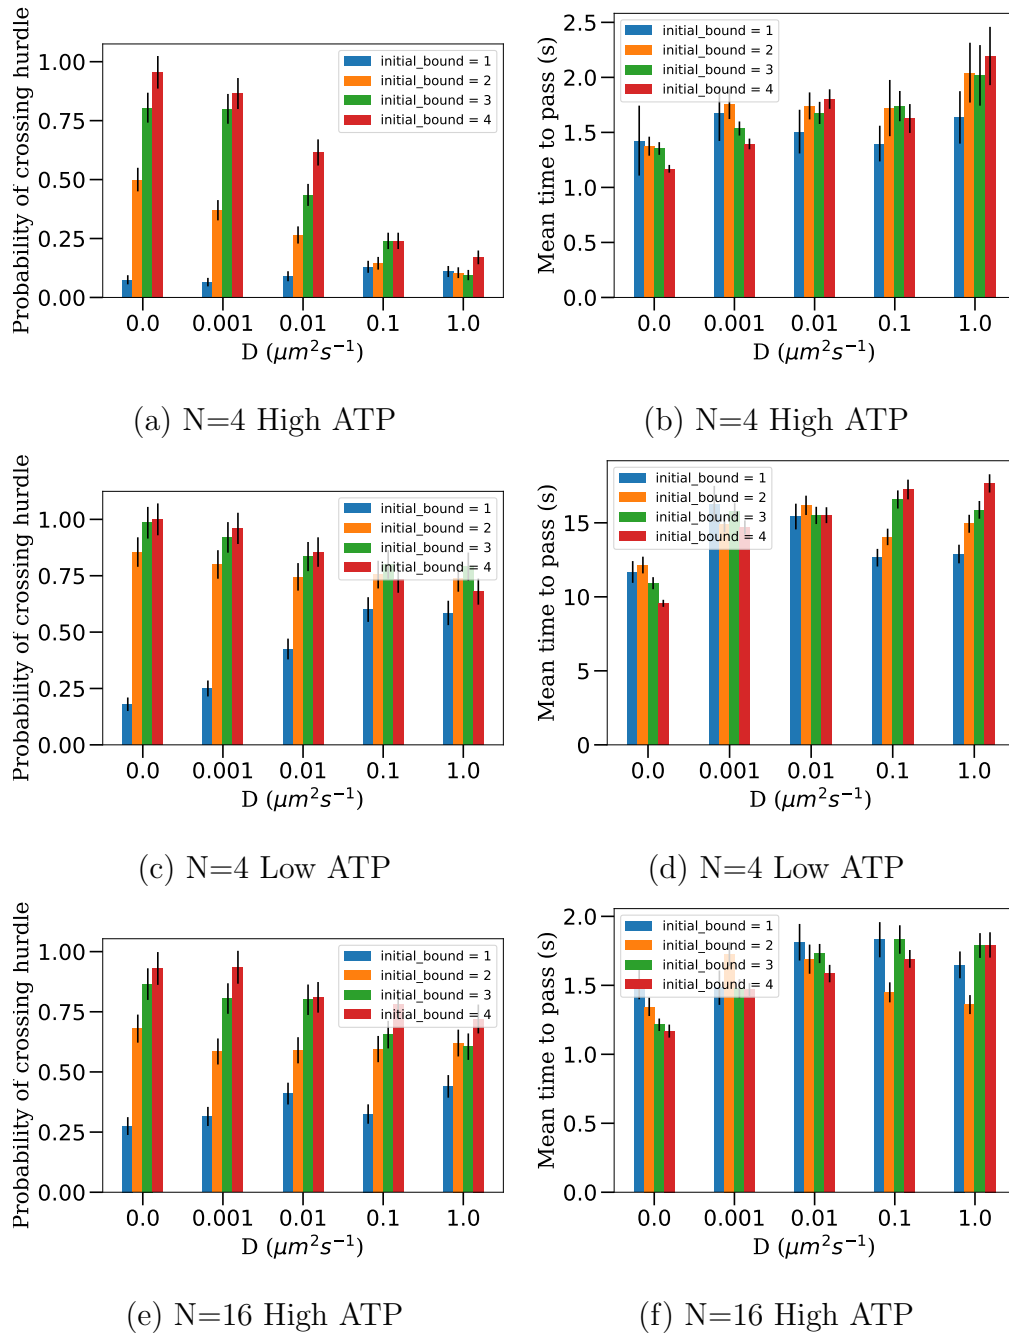 Probability of crossing hurdle
1.00
0.75
0.50
0.25
0.00
initial_bound = 1
initial_bound = 2
initial_bound = 3
initial_bound = 4
0.0 0.001 0.01 0.1 1.0
D (μm²s⁻¹)
(a) N=4 High ATP
Mean time to pass (s)
2.5
2.0
1.5
1.0
0.5
0.0
initial_bound = 1
initial_bound = 2
initial_bound = 3
initial_bound = 4
0.0 0.001 0.01 0.1 1.0
D (μm²s⁻¹)
(b) N=4 High ATP
Probability of crossing hurdle
1.00
0.75
0.50
0.25
0.00
initial_bound = 1
initial_bound = 2
initial_bound = 3
initial_bound = 4
0.0 0.001 0.01 0.1 1.0
D (μm²s⁻¹)
(c) N=4 Low ATP
Mean time to pass (s)
15
10
5
0
initial_bound = 1
initial_bound = 2
initial_bound = 3
initial_bound = 4
0.0 0.001 0.01 0.1 1.0
D (μm²s⁻¹)
(d) N=4 Low ATP
Probability of crossing hurdle
1.00
0.75
0.50
0.25
0.00
initial_bound = 1
initial_bound = 2
initial_bound = 3
initial_bound = 4
0.0 0.001 0.01 0.1 1.0
D (μm²s⁻¹)
(e) N=16 High ATP
Mean time to pass (s)
2.0
1.5
1.0
0.5
0.0
initial_bound = 1
initial_bound = 2
initial_bound = 3
initial_bound = 4
0.0 0.001 0.01 0.1 1.0
D (μm²s⁻¹)
(f) N=16 High ATP